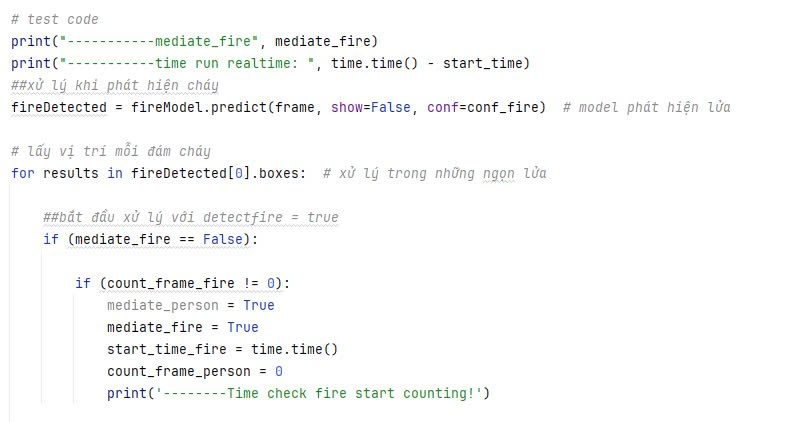 # test code
print("-----------mediate_fire", mediate_fire)
print("-----------time run realtime: ", time.time() - start_time)
##xử lý khi phát hiện cháy
fireDetected = fireModel.predict(frame, show=False, conf=conf_fire)  # model phát hiện lửa
# lấy vị trí mỗi đám cháy
for results in fireDetected[0].boxes:  # xử lý trong những ngọn lửa
##bắt đầu xử lý với detectfire = true
if (mediate_fire == False):
if (count_frame_fire != 0):
mediate_person = True
mediate_fire = True
start_time_fire = time.time()
count_frame_person = 0
print('--------Time check fire start counting!')